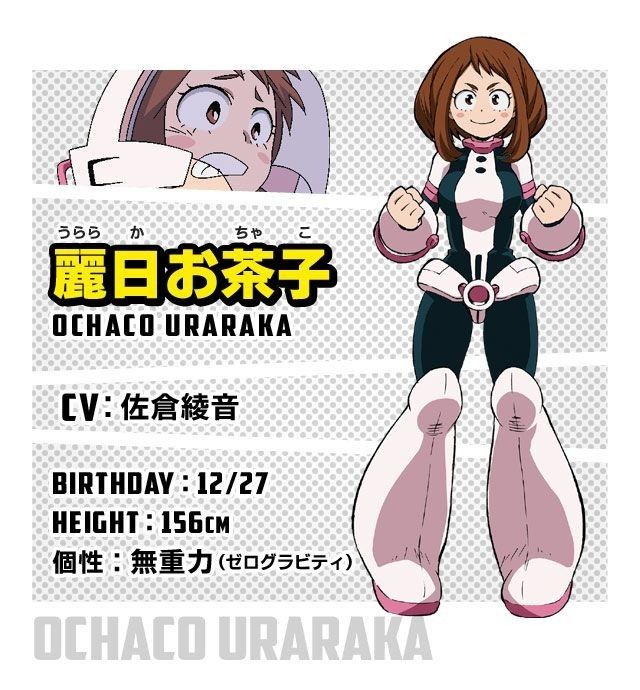 うらら か ちゃ こ
麗日お茶子
OCHACO URARAKA
CV：佐倉綾音
BIRTHDAY：12/27
HEIGHT：156CM
個性：無重力（ゼログラビティ）
OCHACO URARAKA